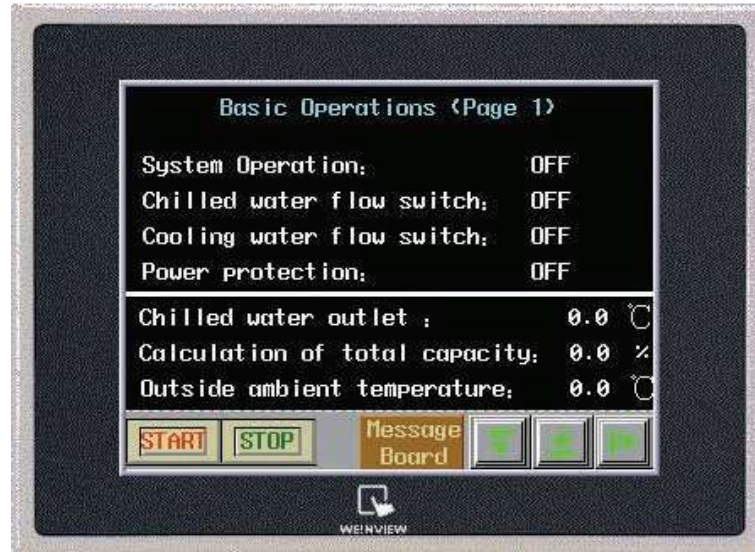 Basic Operations (Page 1)
System Operation: OFF
Chilled water flow switch: OFF
Cooling water flow switch: OFF
Power protection: OFF
Chilled water outlet : 0.0 ℃
Calculation of total capacity: 0.0 %
Outside ambient temperature: 0.0 ℃
START STOP Message Board
WEINVIEW